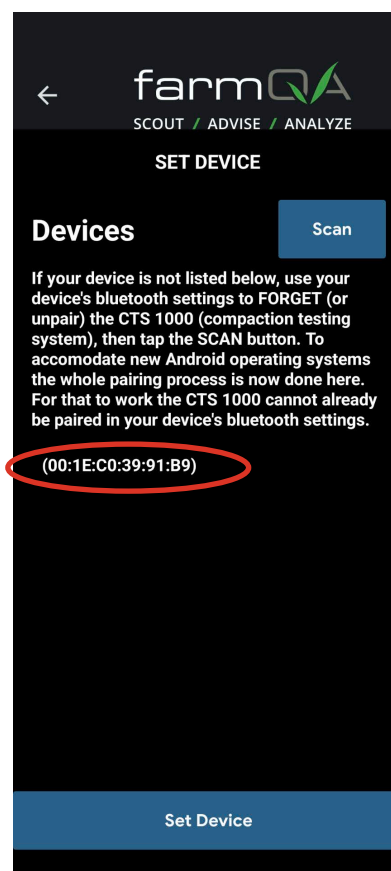 farmQA
SCOUT / ADVISE / ANALYZE
SET DEVICE
Devices
Scan
If your device is not listed below, use your
device's bluetooth settings to FORGET (or
unpair) the CTS 1000 (compaction testing
system), then tap the SCAN button. To
accomodate new Android operating systems
the whole pairing process is now done here.
For that to work the CTS 1000 cannot already
be paired in your device's bluetooth settings.
(00:1E:C0:39:91:B9)
Set Device